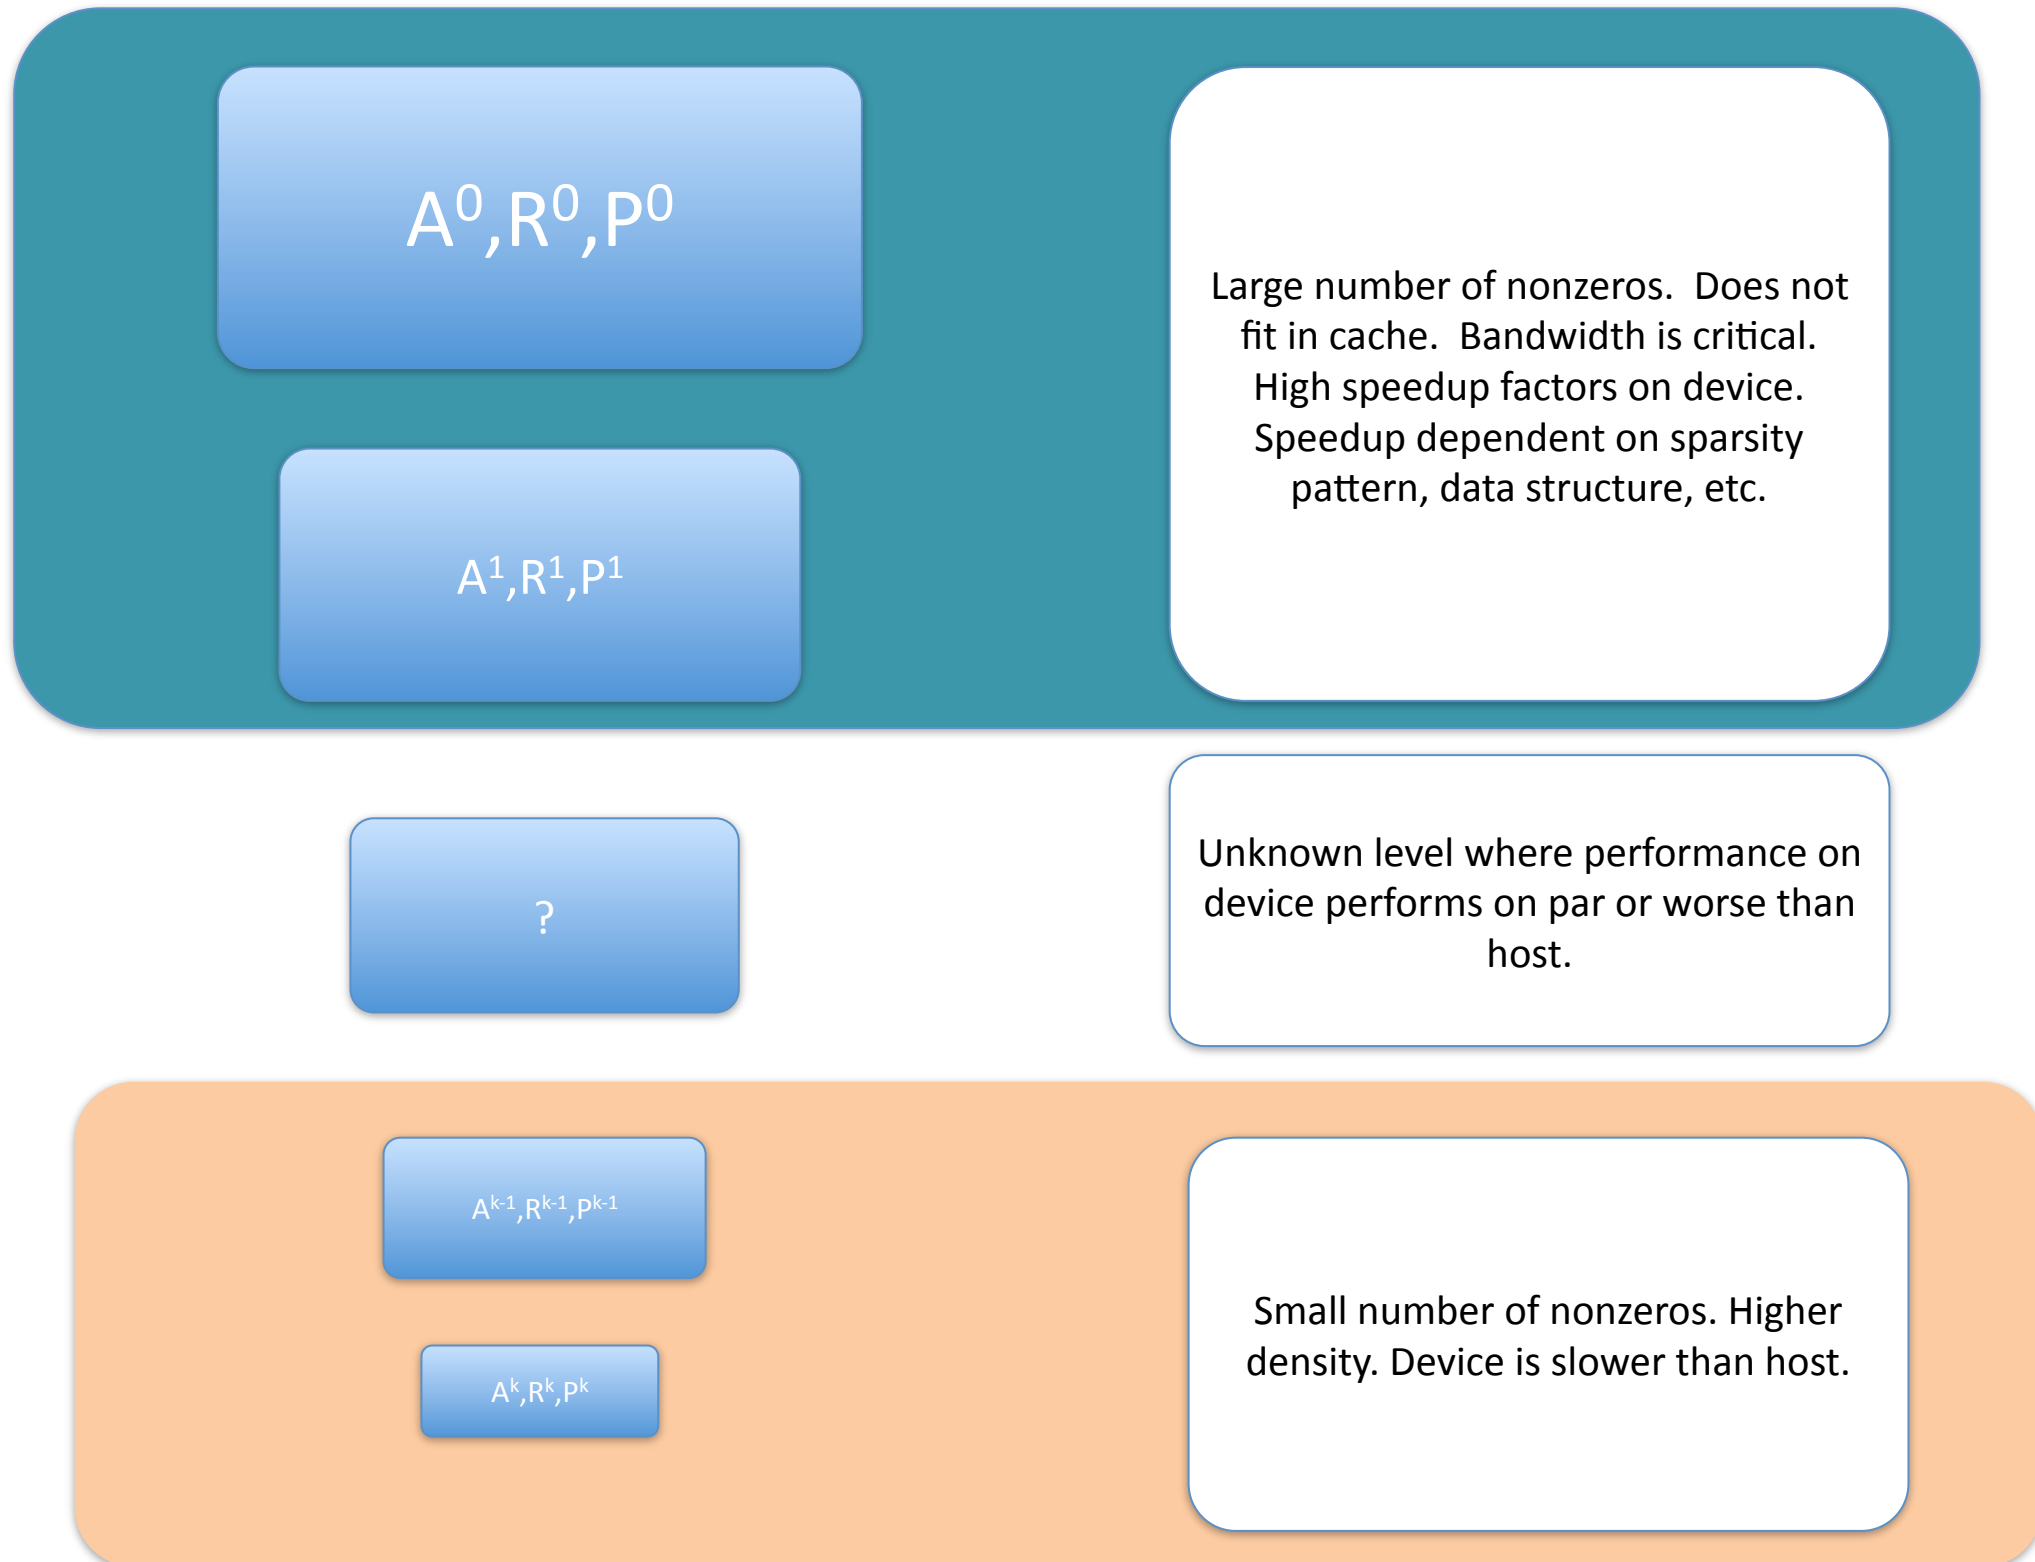 A⁰,R⁰,P⁰
Large number of nonzeros.  Does not
fit in cache.  Bandwidth is critical.
High speedup factors on device.
Speedup dependent on sparsity
pattern, data structure, etc.
A¹,R¹,P¹
?
Unknown level where performance on
device performs on par or worse than
host.
Aᵏ⁻¹,Rᵏ⁻¹,Pᵏ⁻¹
Aᵏ,Rᵏ,Pᵏ
Small number of nonzeros. Higher
density. Device is slower than host.